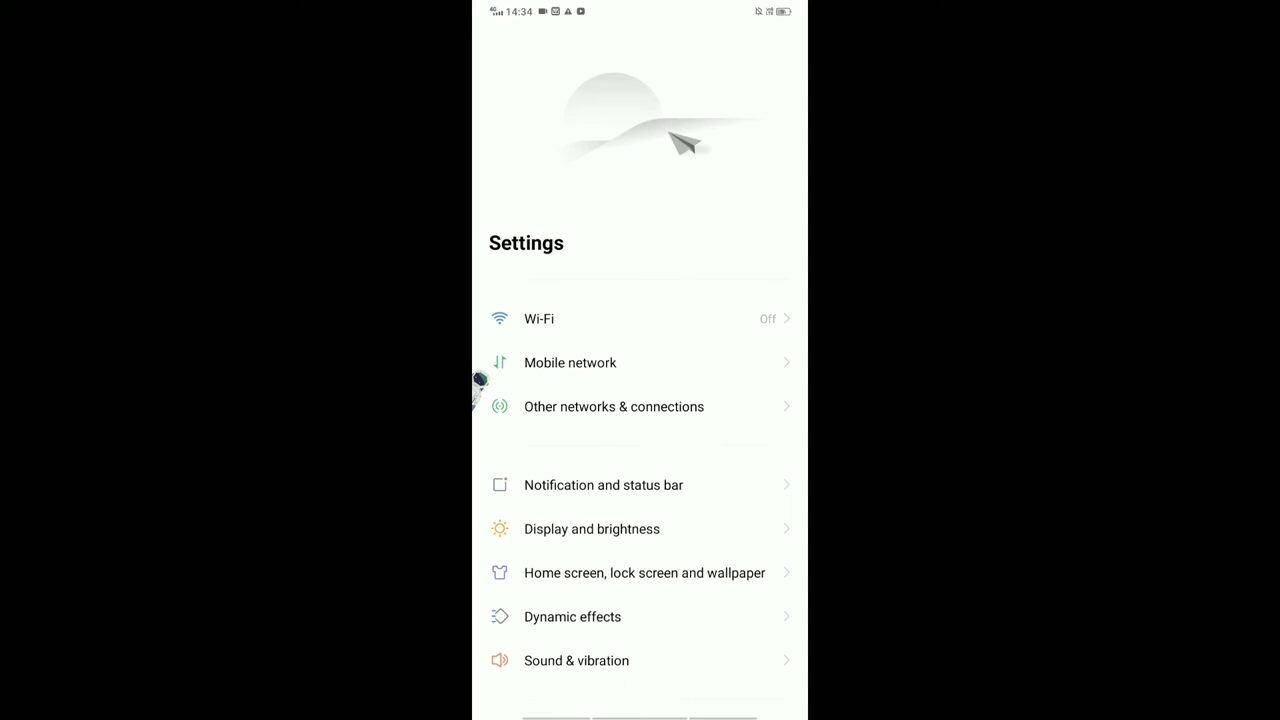 4G 14:34
Settings
Wi-Fi Off
Mobile network
Other networks & connections
Notification and status bar
Display and brightness
Home screen, lock screen and wallpaper
Dynamic effects
Sound & vibration